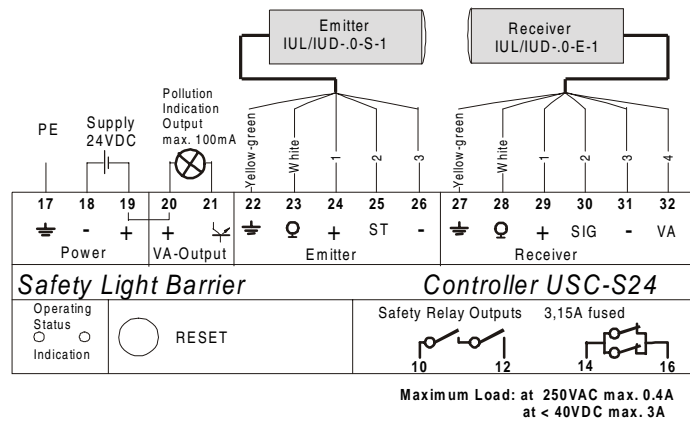 Emitter
IUL/IUD-.0-S-1
Receiver
IUL/IUD-.0-E-1
Pollution
Indication
Output
max. 100mA
PE
Supply
24VDC
Yellow-green
White
1
2
3
Yellow-green
White
1
2
3
4
17 18 19 20 21 22 23 24 25 26 27 28 29 30 31 32
- + + + ST - + SIG - VA
Power VA-Output Emitter Receiver
Safety Light Barrier Controller USC-S24
Operating
Status
Indication
RESET
Safety Relay Outputs 3,15A fused
10 12 14 16
Maximum Load: at 250VAC max. 0.4A
at < 40VDC max. 3A